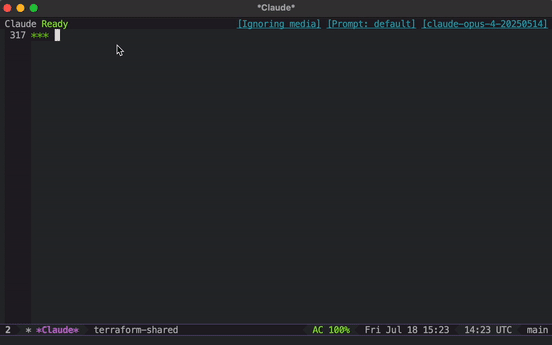 *Claude*
Claude Ready [Ignoring media] [Prompt: default] [claude-opus-4-20250514]
317 ***
2 * *Claude* terraform-shared AC 100% Fri Jul 18 15:23 14:23 UTC main